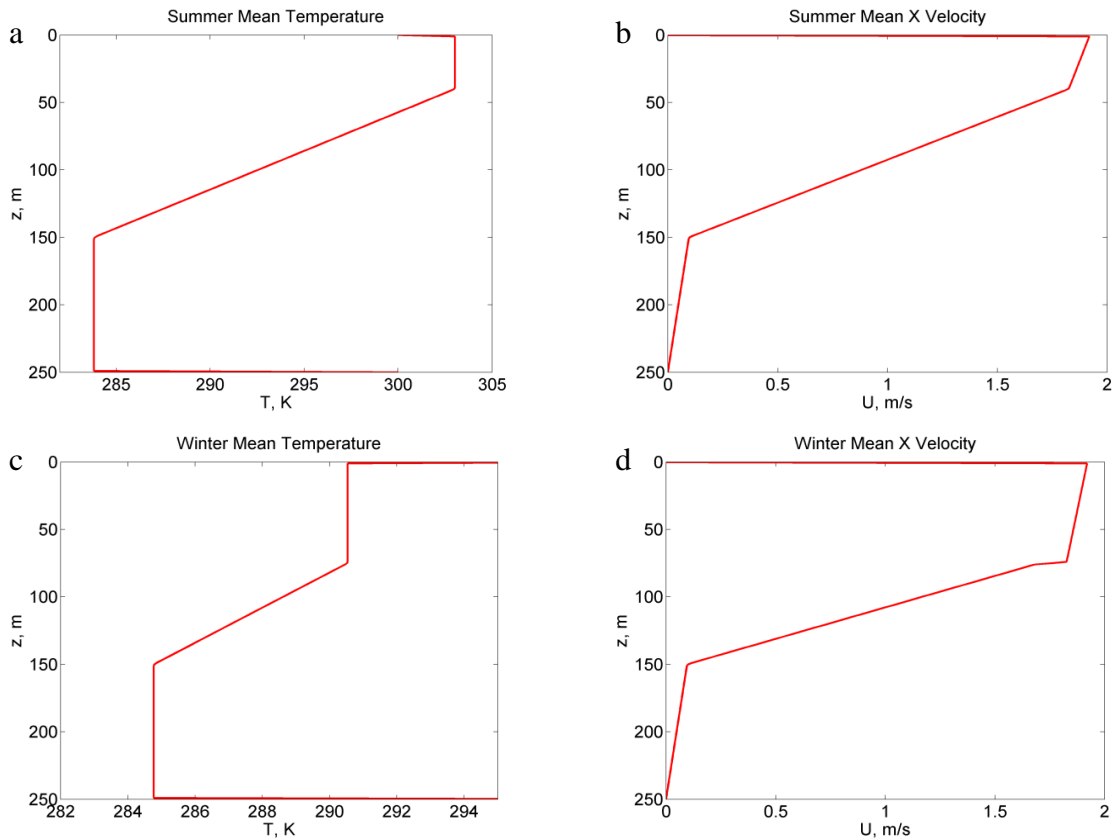 Summer Mean Temperature
a
0
50
100
150
200
250
z, m
285 290 295 300 305
T, K
Summer Mean X Velocity
b
0
50
100
150
200
250
z, m
0 0.5 1 1.5 2
U, m/s
Winter Mean Temperature
c
0
50
100
150
200
250
z, m
282 284 286 288 290 292 294
T, K
Winter Mean X Velocity
d
0
50
100
150
200
250
z, m
0 0.5 1 1.5 2
U, m/s